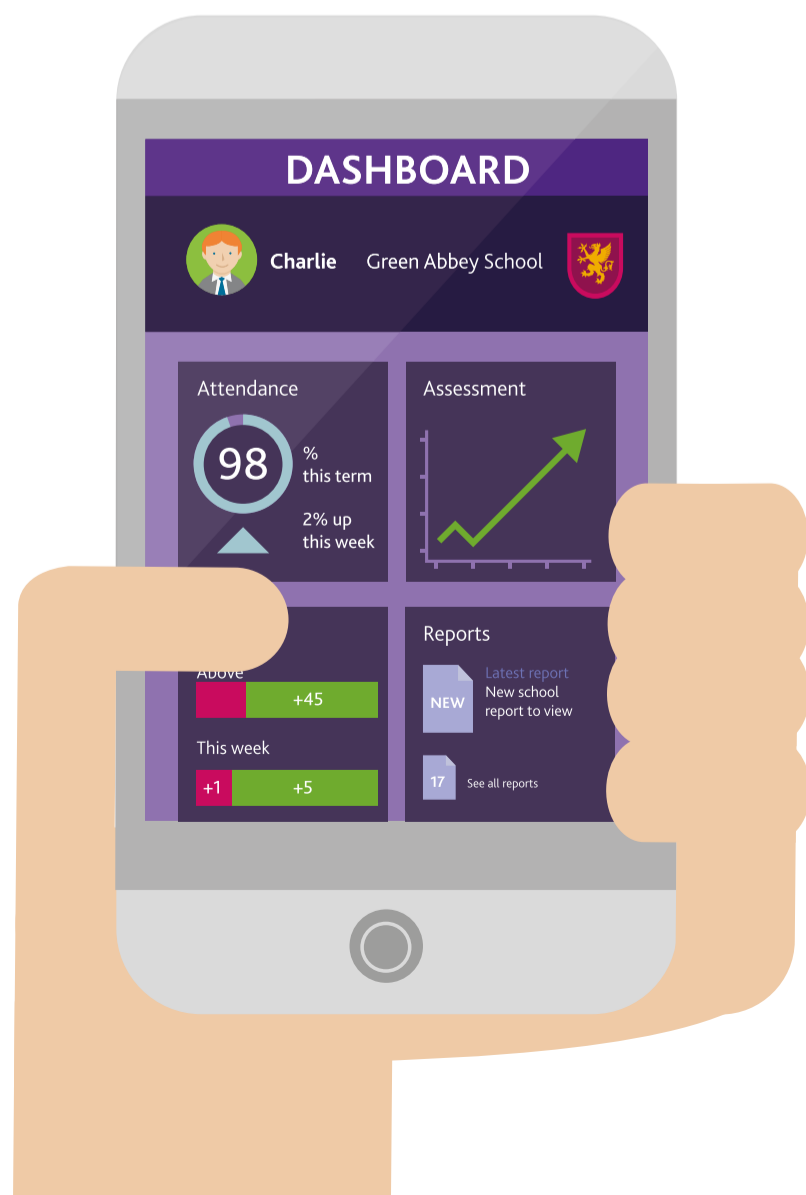 DASHBOARD
Charlie Green Abbey School
Attendance
98
%
this term
2% up
this week
Assessment
Above
+45
This week
+1 +5
Reports
NEW
Latest report
New school
report to view
17
See all reports